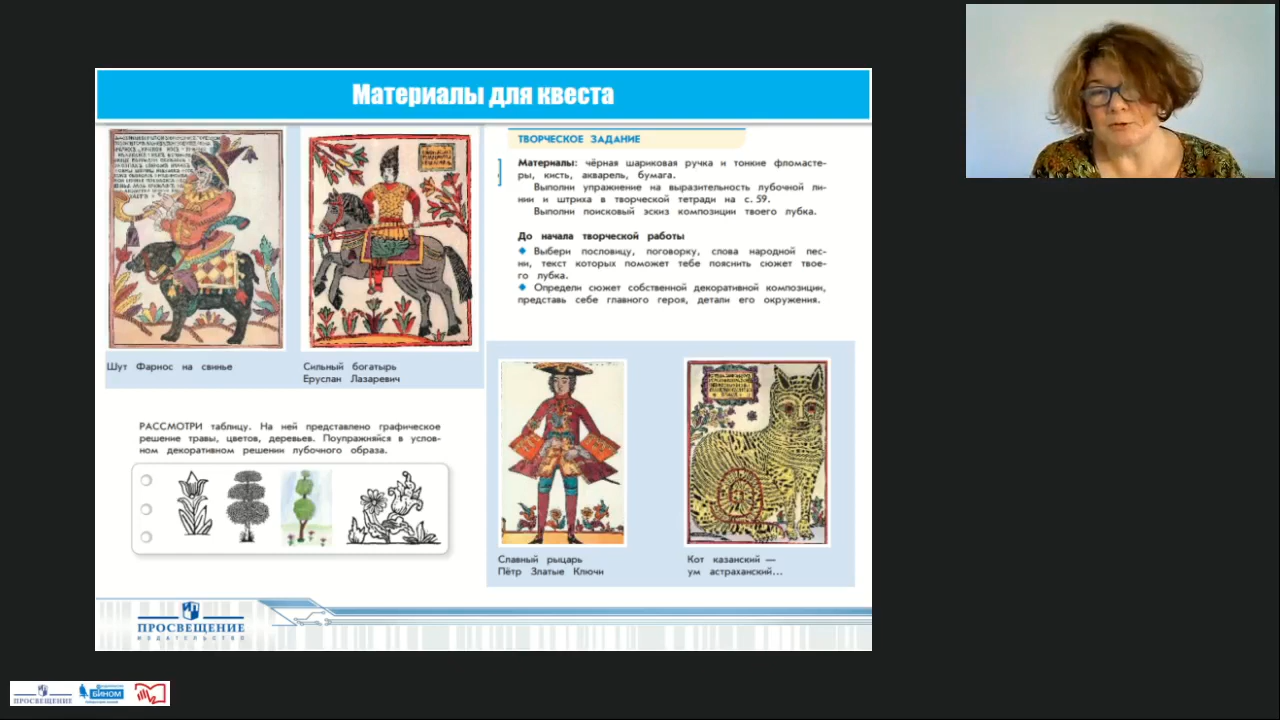 Материалы для квеста
Шут Фарнос на свинье
Сильный богатырь
Еруслан Лазаревич
ТВОРЧЕСКОЕ ЗАДАНИЕ
Материалы: чёрная шариковая ручка и тонкие фломасте-
ры, кисть, акварель, бумага.
Выполни упражнение на выразительность лубочной ли-
нии и штриха в творческой тетради на с. 59.
Выполни поисковый эскиз композиции твоего лубка.
До начала творческой работы
Выбери пословицу, поговорку, слова народной пес-
ни, текст которых поможет тебе пояснить сюжет твое-
го лубка.
Определи сюжет собственной декоративной композиции,
представь себе главного героя, детали его окружения.
РАССМОТРИ таблицу. На ней представлено графическое
решение травы, цветов, деревьев. Поупражняйся в услов-
ном декоративном решении лубочного образа.
Славный рыцарь
Пётр Златые Ключи
Кот казанский —
ум астраханский...
ПРОСВЕЩЕНИЕ
ИЗДАТЕЛЬСТВО
ПРОСВЕЩЕНИЕ
БИНОМ